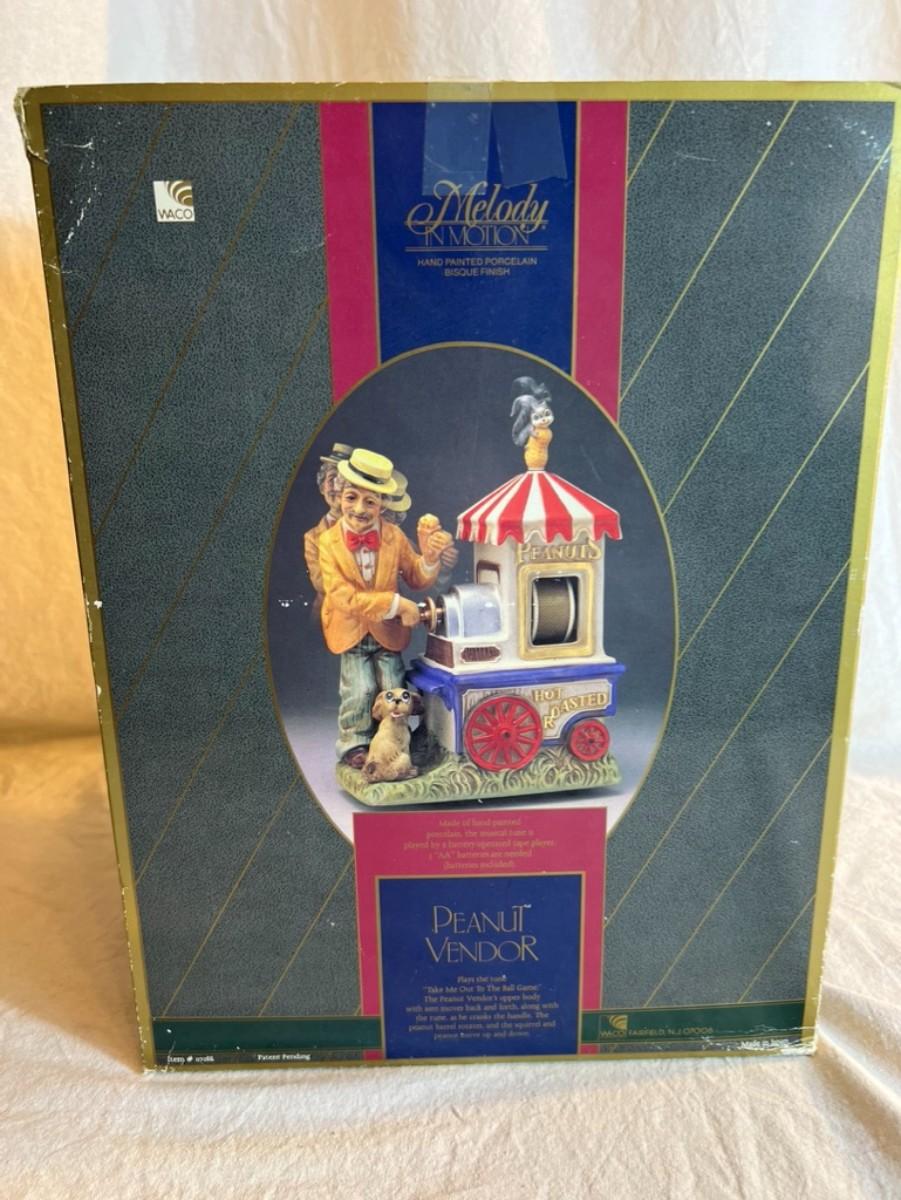 WACO
Melody
IN MOTION
HAND PAINTED PORCELAIN
BISQUE FINISH
PEANUTS
HOT
ROASTED
Made of hand painted
porcelain, the musical tune is
played by a battery-operated tape player.
"AA" batteries are needed
(batteries included)
PEANUT
VENDOR
Plays the tune
"Take Me Out To The Ball Game."
The Peanut Vendor's upper body
with arm moves back and forth, along with
the tune, as he cranks the handle. The
peanut barrel rotates, and the squirrel and
peanut move up and down.
WACO FAIRFIELD, N.J. 07006
Item #
Patent Pending
Made in Japan